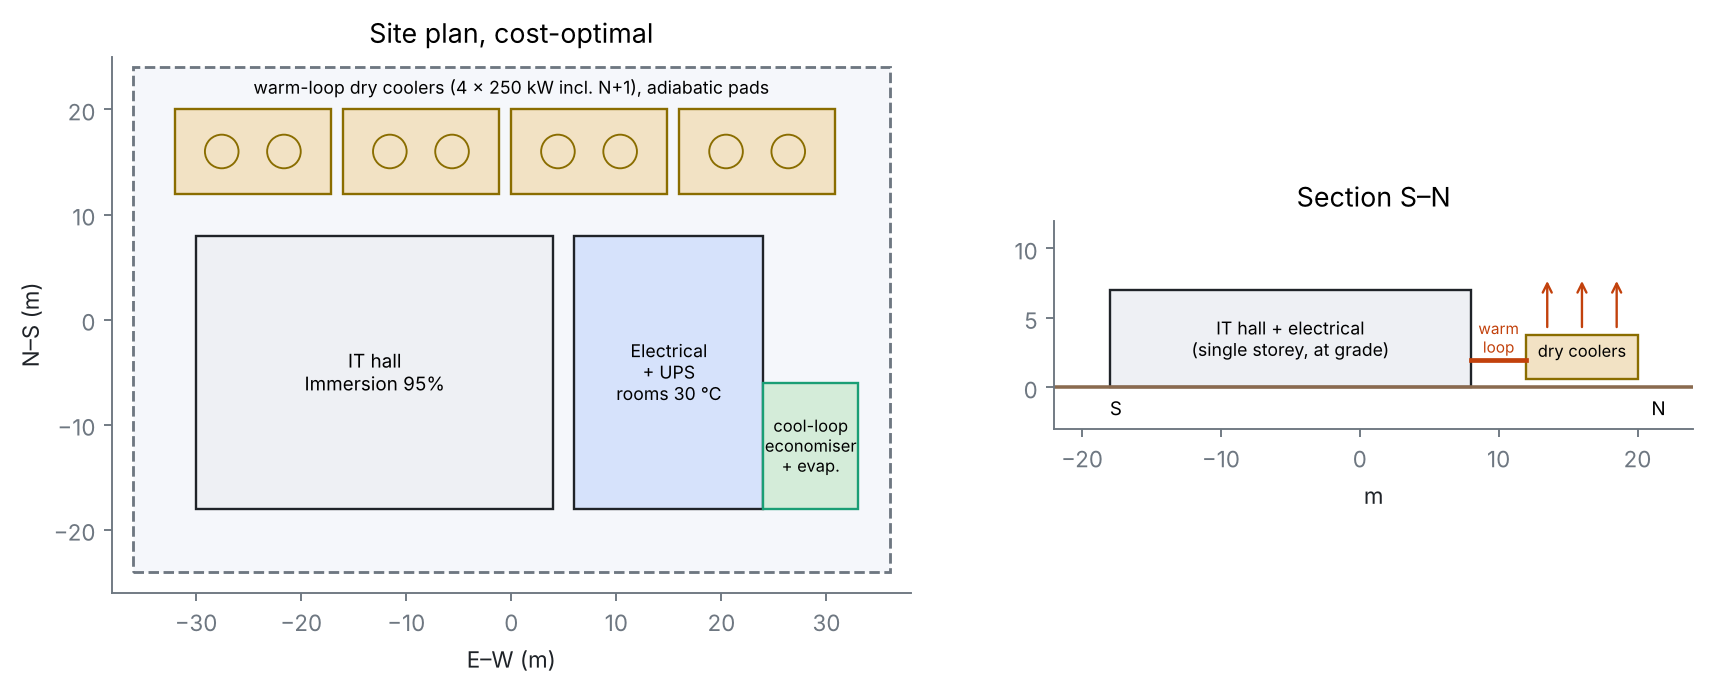 Site plan, cost-optimal
warm-loop dry coolers (4 × 250 kW incl. N+1), adiabatic pads
20
10
0
−10
−20
N–S (m)
IT hall
Immersion 95%
Electrical
+ UPS
rooms 30 °C
cool-loop
economiser
+ evap.
−30
−20
−10
0
10
20
30
E–W (m)
Section S–N
10
5
0
IT hall + electrical
(single storey, at grade)
warm
loop
dry coolers
S
N
−20
−10
0
10
20
m